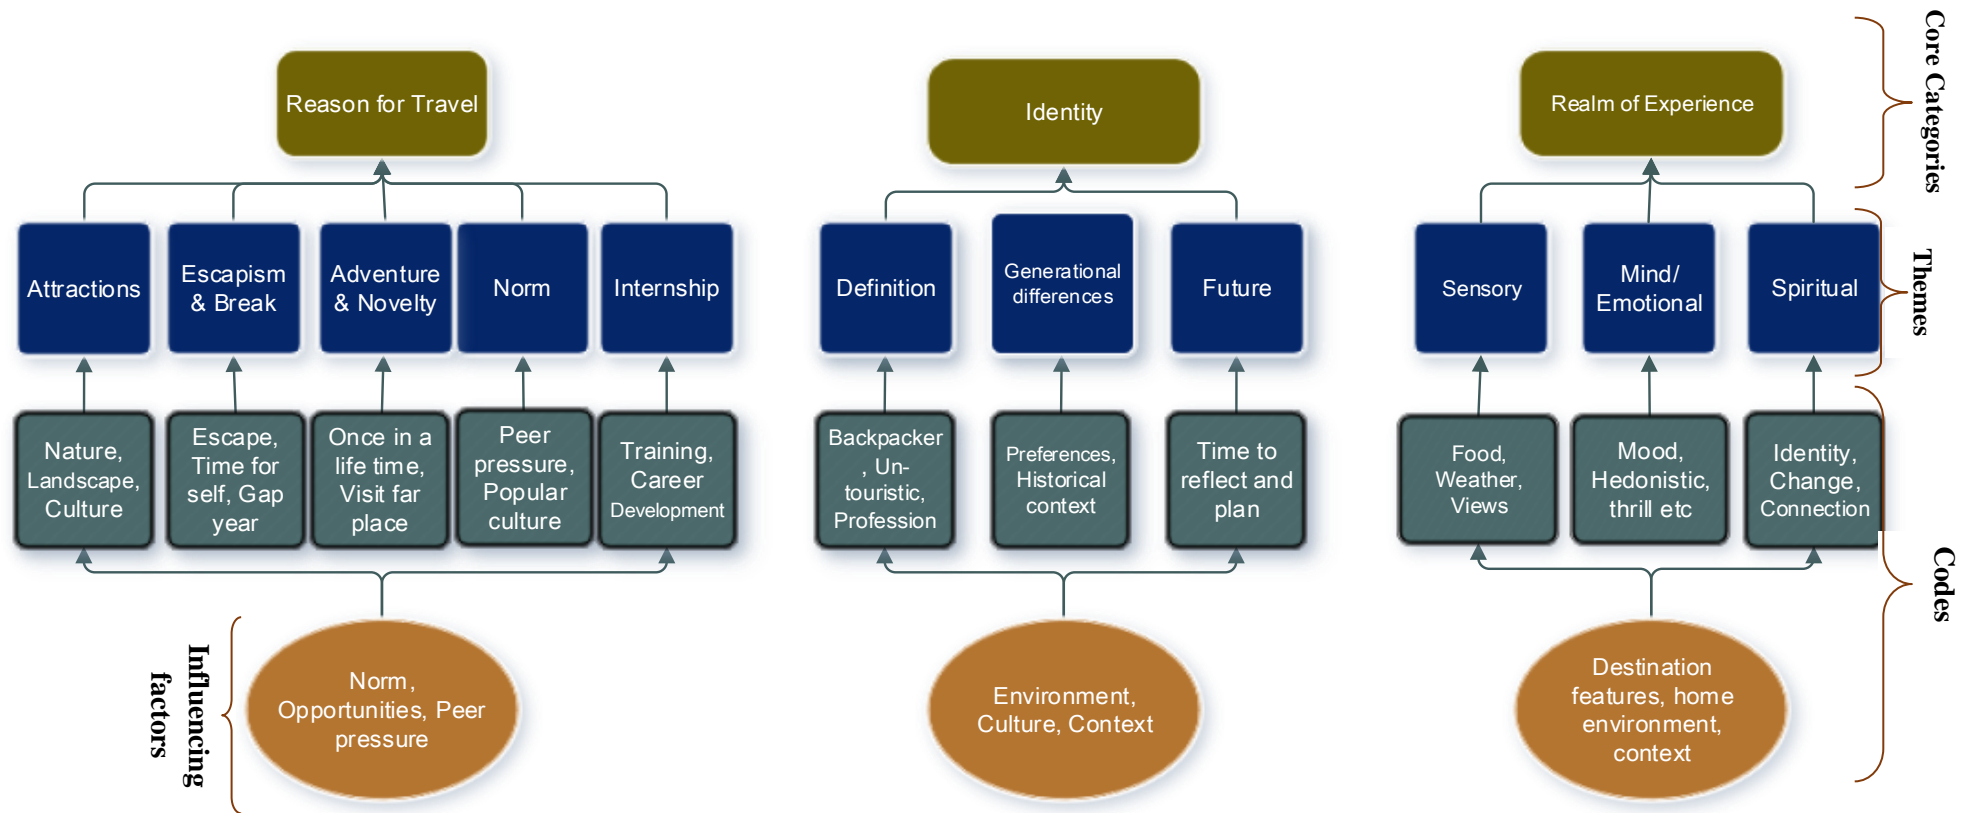 Reason for Travel
Identity
Realm of Experience
Core Categories
Attractions
Escapism
& Break
Adventure
& Novelty
Norm
Internship
Definition
Generational
differences
Future
Sensory
Mind/
Emotional
Spiritual
Themes
Nature,
Landscape,
Culture
Escape,
Time for
self, Gap
year
Once in a
life time,
Visit far
place
Peer
pressure,
Popular
culture
Training,
Career
Development
Backpacker
, Un-
touristic,
Profession
Preferences,
Historical
context
Time to
reflect and
plan
Food,
Weather,
Views
Mood,
Hedonistic,
thrill etc
Identity,
Change,
Connection
Codes
Influencing
factors
Norm,
Opportunities, Peer
pressure
Environment,
Culture, Context
Destination
features, home
environment,
context